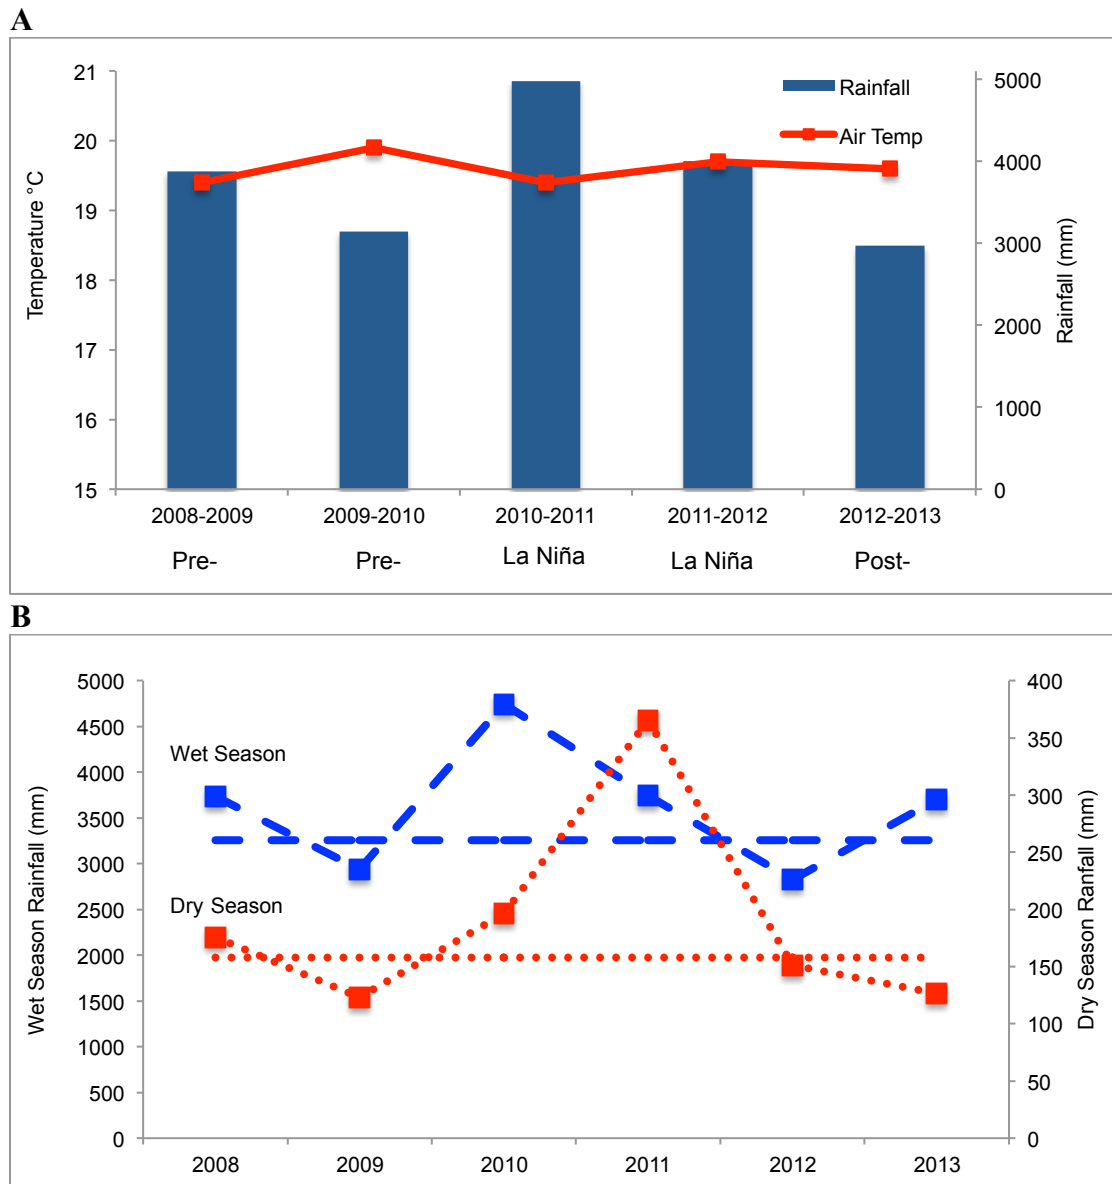 A
21
20
19
18
17
16
15
Temperature °C
5000
4000
3000
2000
1000
0
Rainfall (mm)
Rainfall
Air Temp
2008-2009
2009-2010
2010-2011
2011-2012
2012-2013
Pre-
Pre-
La Niña
La Niña
Post-
B
5000
4500
4000
3500
3000
2500
2000
1500
1000
500
0
Wet Season Rainfall (mm)
400
350
300
250
200
150
100
50
0
Dry Season Ranfall (mm)
Wet Season
Dry Season
2008
2009
2010
2011
2012
2013